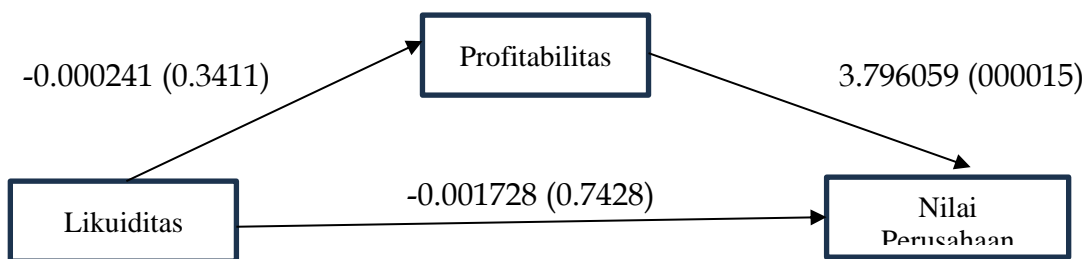 Profitabilitas
-0.000241 (0.3411)
3.796059 (000015)
-0.001728 (0.7428)
Likuiditas
Nilai
Perusahaan